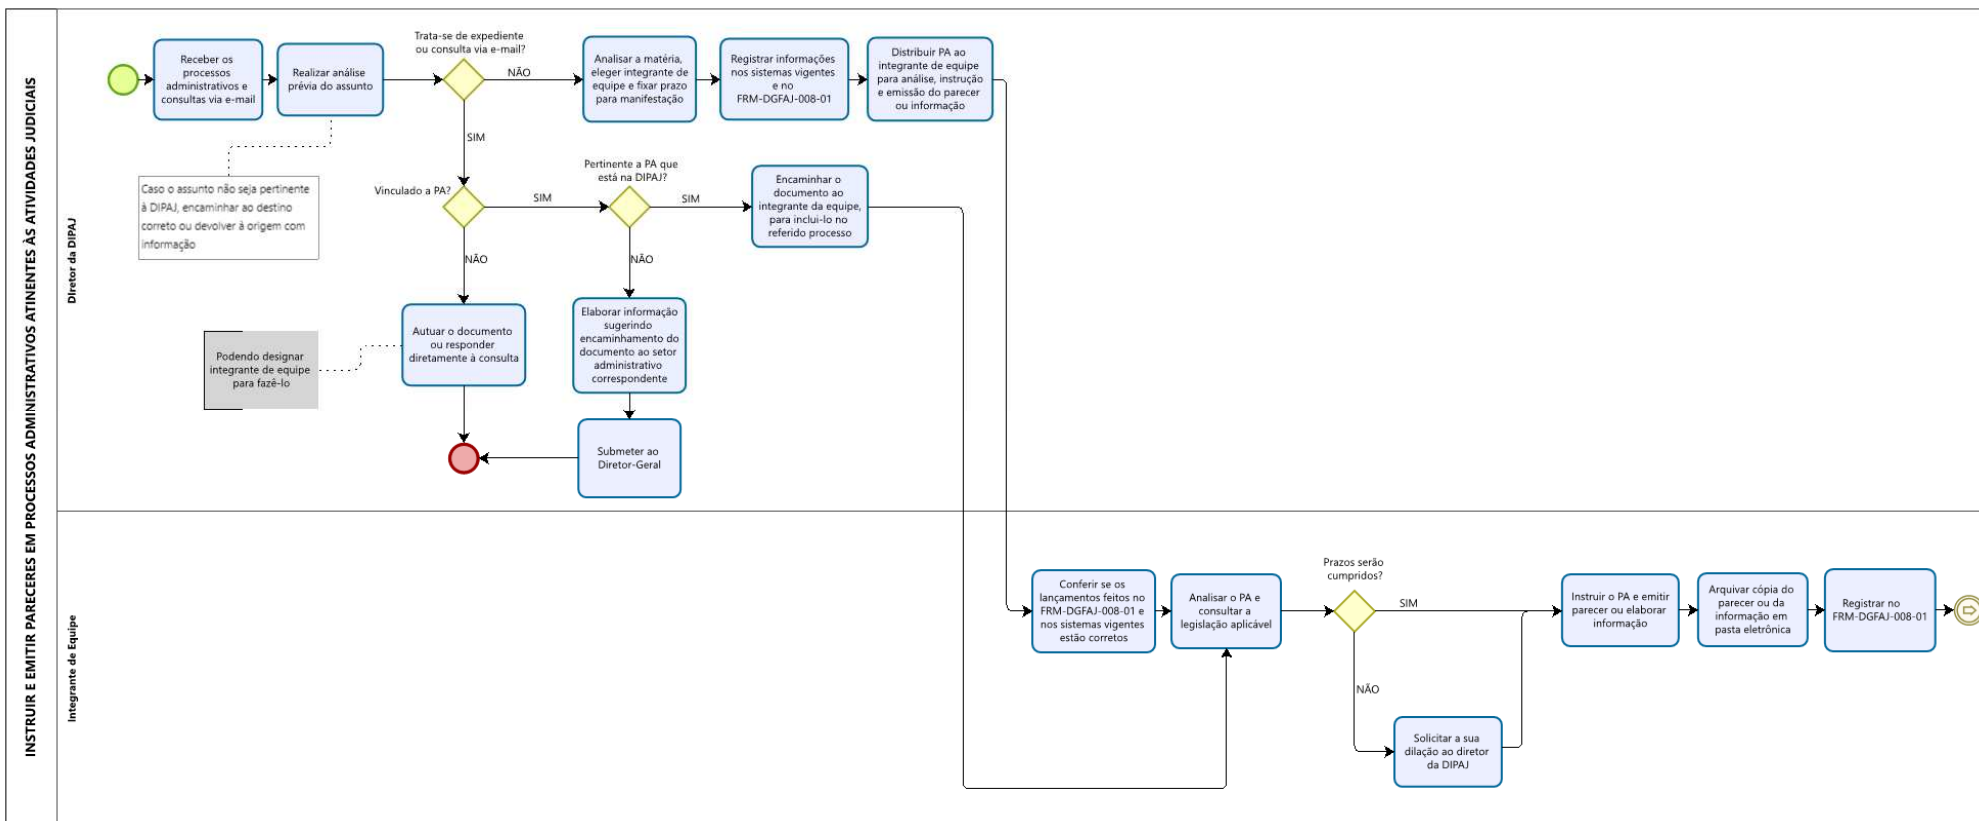 INSTRUIR E EMITIR PARECERES EM PROCESSOS ADMINISTRATIVOS ATINENTES ÀS ATIVIDADES JUDICIAIS
Diretor da DIPAJ
Receber os
processos
administrativos e
consultas via e-mail
Realizar análise
prévia do assunto
Trata-se de expediente
ou consulta via e-mail?
NÃO
SIM
Analisar a matéria,
eleger integrante de
equipe e fixar prazo
para manifestação
Registrar informações
nos sistemas vigentes
e no
FRM-DGFAJ-008-01
Distribuir PA ao
integrante de equipe
para análise, instrução
e emissão do parecer
ou informação
Caso o assunto não seja pertinente
à DIPAJ, encaminhar ao destino
correto ou devolver à origem com
informação
Vinculado a PA?
SIM
NÃO
Pertinente a PA que
está na DIPAJ?
SIM
NÃO
Encaminhar o
documento ao
integrante da equipe,
para inclui-lo no
referido processo
Podendo designar
integrante de equipe
para fazê-lo
Autuar o documento
ou responder
diretamente à consulta
Elaborar informação
sugerindo
encaminhamento do
documento ao setor
administrativo
correspondente
Submeter ao
Diretor-Geral
Integrante de Equipe
Conferir se os
lançamentos feitos no
FRM-DGFAJ-008-01 e
nos sistemas vigentes
estão corretos
Analisar o PA e
consultar a
legislação aplicável
Prazos serão
cumpridos?
SIM
NÃO
Solicitar a sua
dilação ao diretor
da DIPAJ
Instruir o PA e emitir
parecer ou elaborar
informação
Arquivar cópia do
parecer ou da
informação em
pasta eletrônica
Registrar no
FRM-DGFAJ-008-01